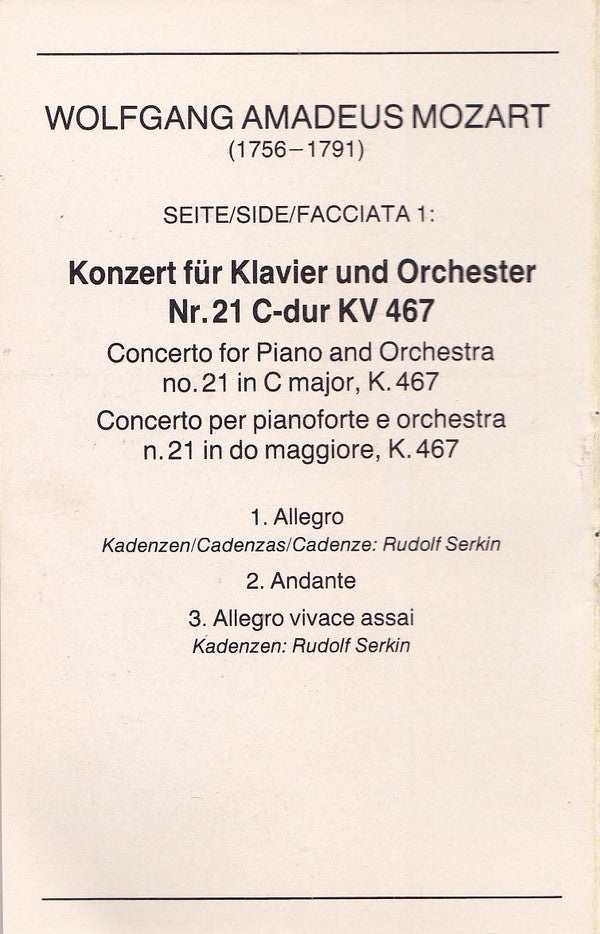 WOLFGANG AMADEUS MOZART
(1756–1791)
SEITE/SIDE/FACCIATA 1:
Konzert für Klavier und Orchester
Nr. 21 C-dur KV 467
Concerto for Piano and Orchestra
no. 21 in C major, K. 467
Concerto per pianoforte e orchestra
n. 21 in do maggiore, K. 467
1. Allegro
Kadenzen/Cadenzas/Cadenze: Rudolf Serkin
2. Andante
3. Allegro vivace assai
Kadenzen: Rudolf Serkin